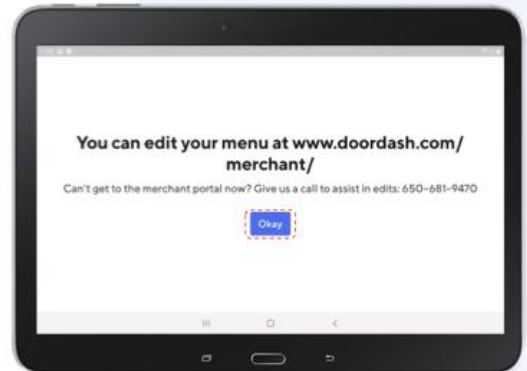 You can edit your menu at www.doordash.com/
merchant/
Can't get to the merchant portal now? Give us a call to assist in edits: 650-681-9470
Okay